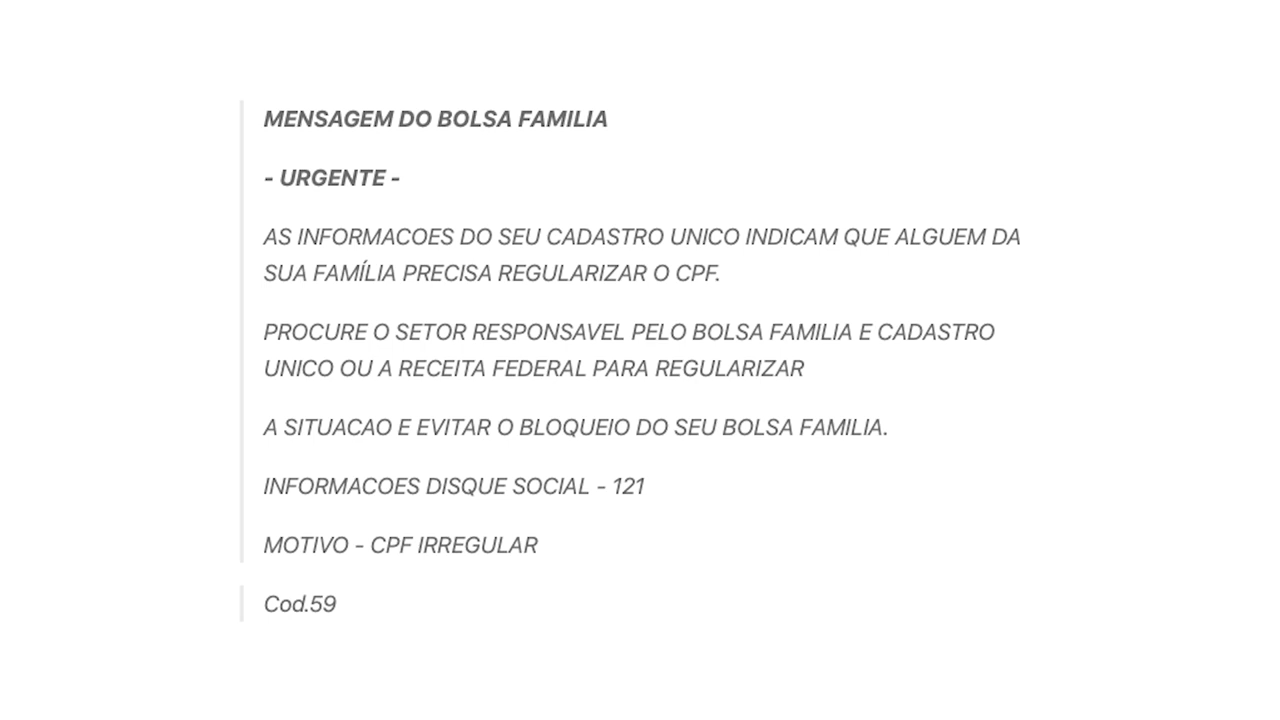 MENSAGEM DO BOLSA FAMILIA
- URGENTE -
AS INFORMACOES DO SEU CADASTRO UNICO INDICAM QUE ALGUEM DA
SUA FAMÍLIA PRECISA REGULARIZAR O CPF.
PROCURE O SETOR RESPONSAVEL PELO BOLSA FAMILIA E CADASTRO
UNICO OU A RECEITA FEDERAL PARA REGULARIZAR
A SITUACAO E EVITAR O BLOQUEIO DO SEU BOLSA FAMILIA.
INFORMACOES DISQUE SOCIAL - 121
MOTIVO - CPF IRREGULAR
Cod.59